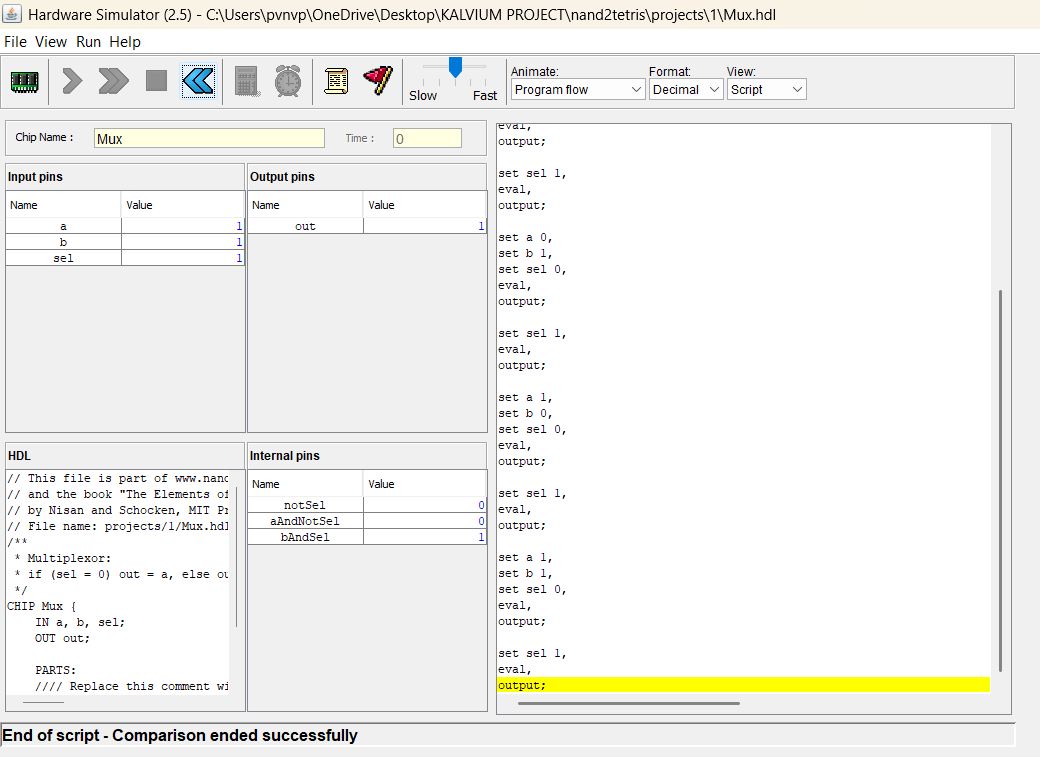 Hardware Simulator (2.5) - C:\Users\pvnvp\OneDrive\Desktop\KALVIUM PROJECT\nand2tetris\projects\1\Mux.hdl
File View Run Help
Slow Fast
Animate: Format: View:
Program flow Decimal Script
Chip Name : Mux Time : 0
Input pins
Name Value
a 1
b 1
sel 1
Output pins
Name Value
out 1
HDL
// This file is part of www.nand
// and the book "The Elements of
// by Nisan and Schocken, MIT Pr
// File name: projects/1/Mux.hdl
/**
* Multiplexor:
* if (sel = 0) out = a, else ou
*/
CHIP Mux {
IN a, b, sel;
OUT out;
PARTS:
//// Replace this comment wi
Internal pins
Name Value
notSel 0
aAndNotSel 0
bAndSel 1
eval,
output;
set sel 1,
eval,
output;
set a 0,
set b 1,
set sel 0,
eval,
output;
set sel 1,
eval,
output;
set a 1,
set b 0,
set sel 0,
eval,
output;
set sel 1,
eval,
output;
set a 1,
set b 1,
set sel 0,
eval,
output;
set sel 1,
eval,
output;
End of script - Comparison ended successfully